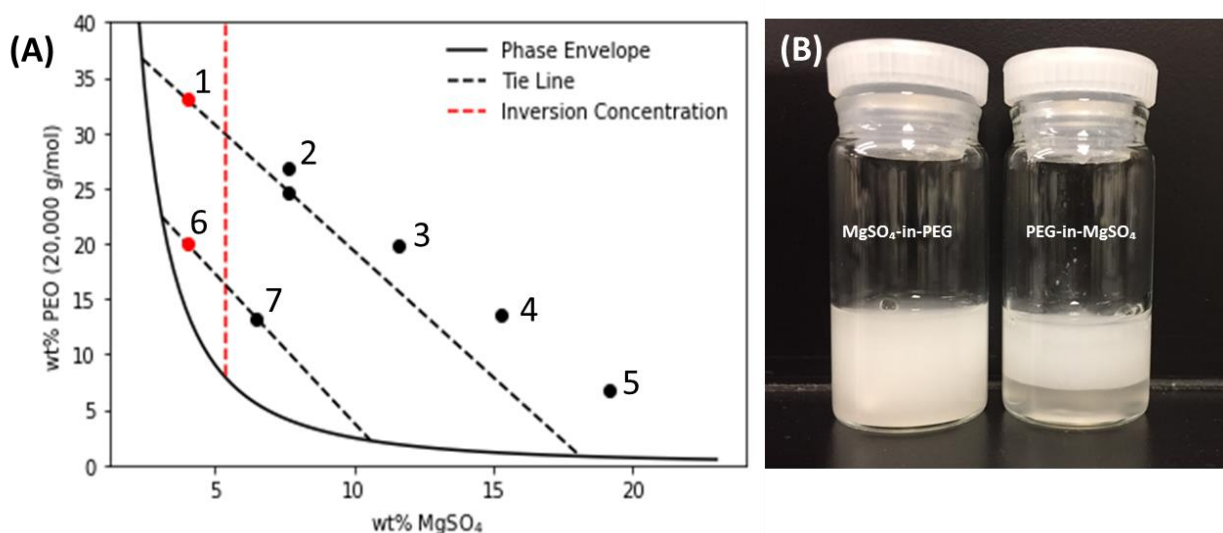 (A)
40
35
30
25
20
15
10
5
0
wt% PEO (20,000 g/mol)
Phase Envelope
Tie Line
Inversion Concentration
1
2
3
4
5
6
7
5
10
15
20
wt% MgSO₄
(B)
MgSO₄-in-PEG
PEG-in-MgSO₄